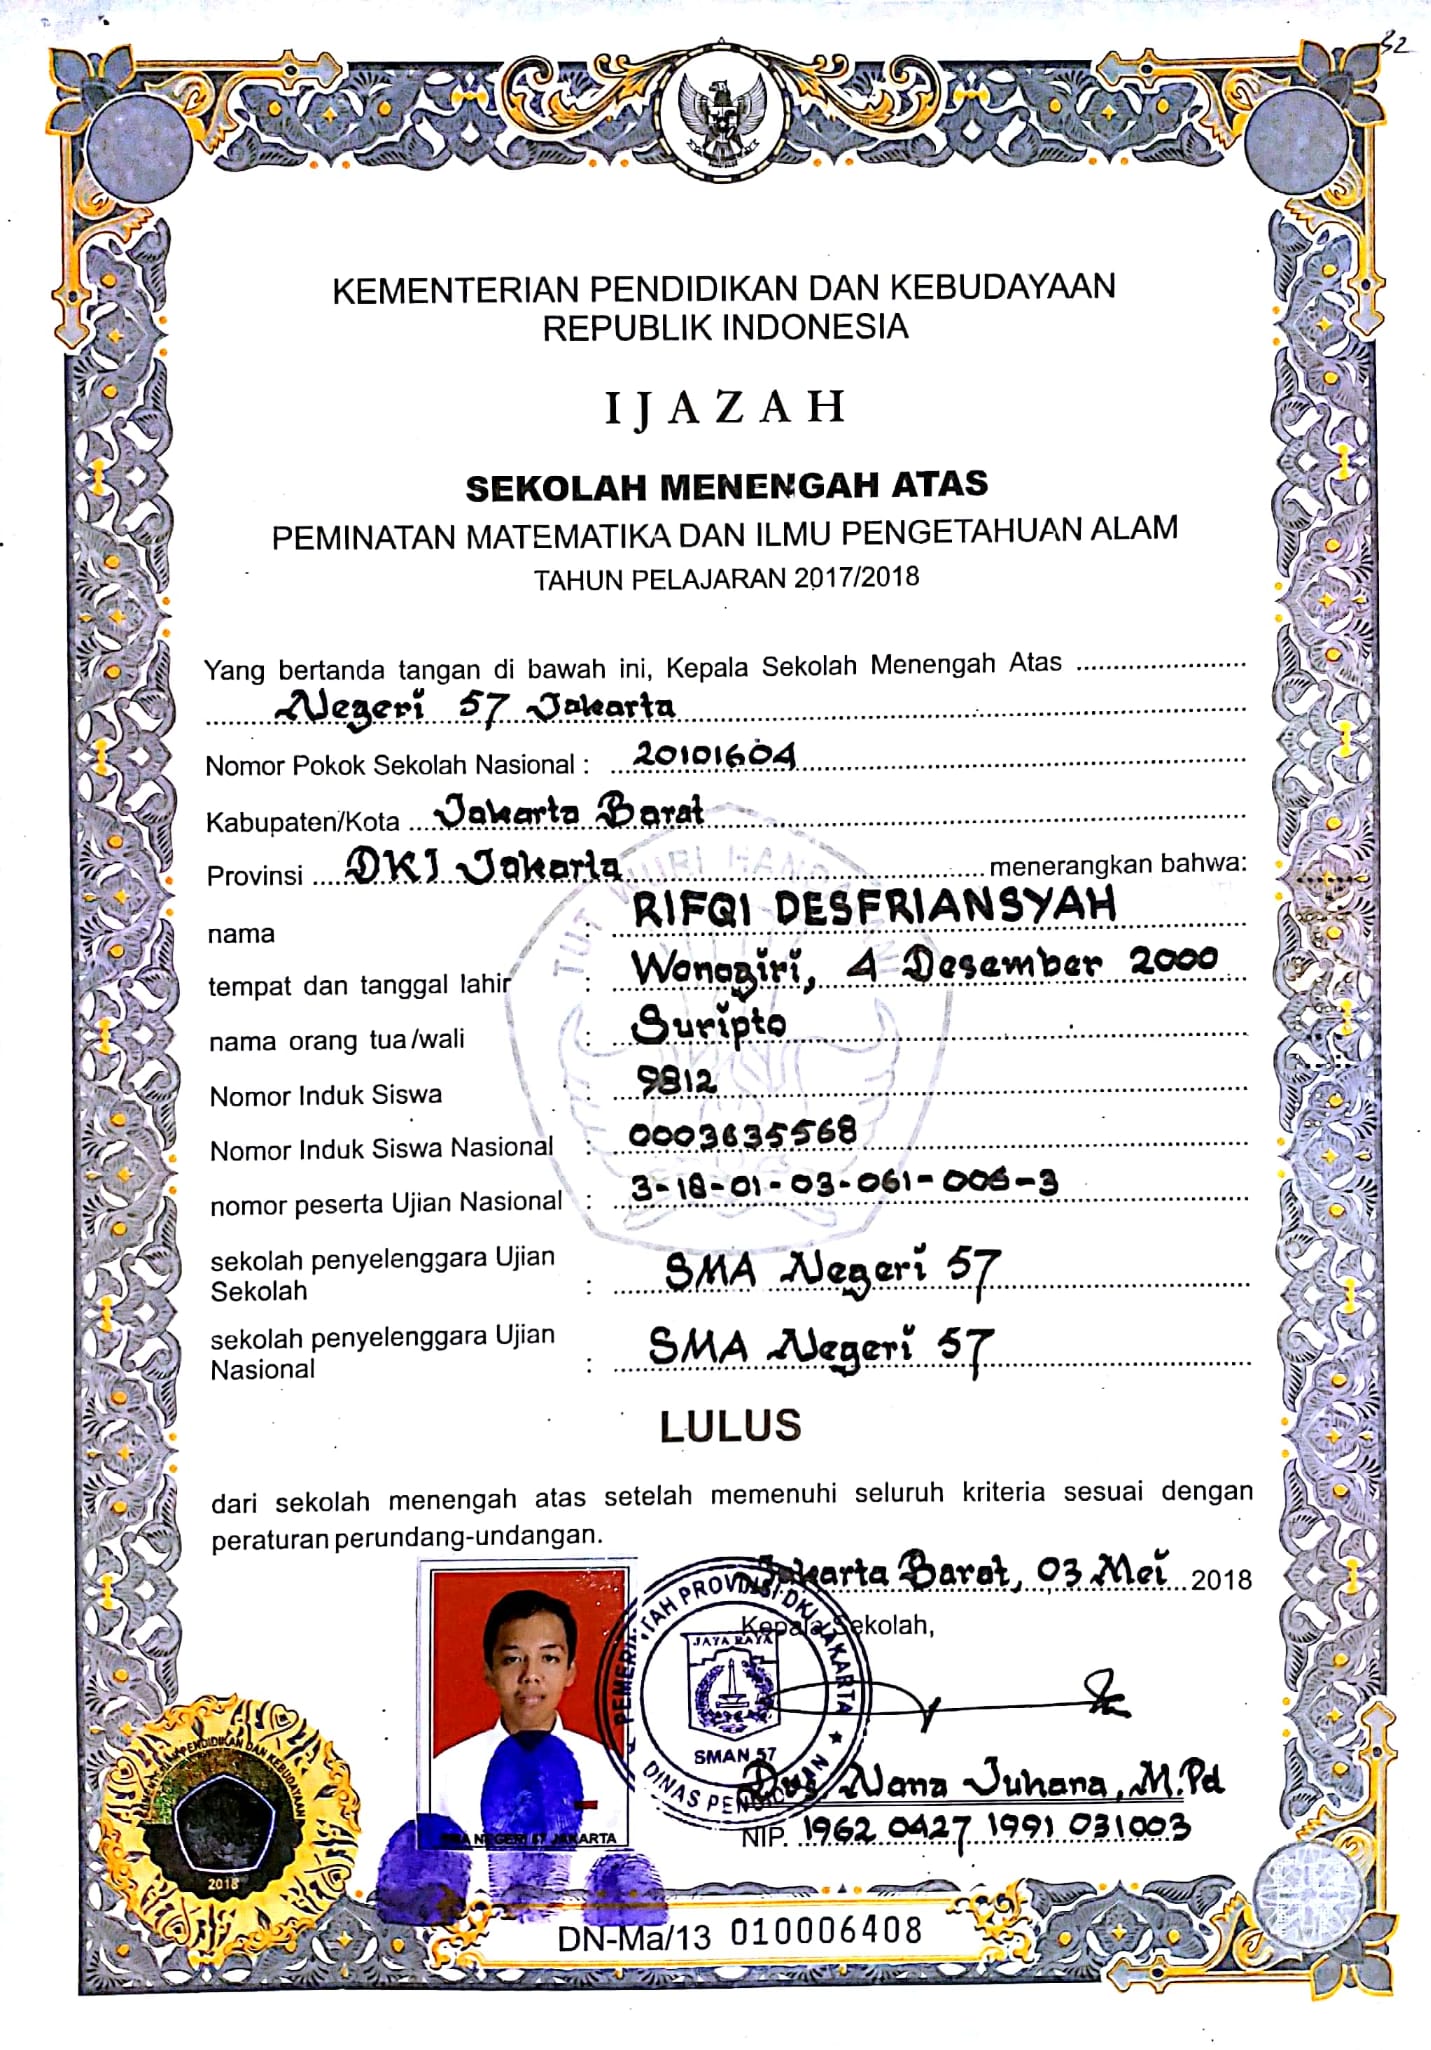 32
KEMENTERIAN PENDIDIKAN DAN KEBUDAYAAN
REPUBLIK INDONESIA
IJAZAH
SEKOLAH MENENGAH ATAS
PEMINATAN MATEMATIKA DAN ILMU PENGETAHUAN ALAM
TAHUN PELAJARAN 2017/2018
Yang bertanda tangan di bawah ini, Kepala Sekolah Menengah Atas
Negeri 57 Jakarta
Nomor Pokok Sekolah Nasional : 20101604
Kabupaten/Kota Jakarta Barat
Provinsi DKI Jakarta menerangkan bahwa:
nama : RIFQI DESFRIANSYAH
tempat dan tanggal lahir : Wonogiri, 4 Desember 2000
nama orang tua/wali : Suripto
Nomor Induk Siswa : 9812
Nomor Induk Siswa Nasional : 0003635568
nomor peserta Ujian Nasional : 3-18-01-03-061-006-3
sekolah penyelenggara Ujian
Sekolah : SMA Negeri 57
sekolah penyelenggara Ujian
Nasional : SMA Negeri 57
LULUS
dari sekolah menengah atas setelah memenuhi seluruh kriteria sesuai dengan
peraturan perundang-undangan.
Jakarta Barat, 03 Mei 2018
Kepala Sekolah,
PEMERINTAH PROVINSI DKI JAKARTA
JAYA RAYA
SMAN 57
DINAS PENDIDIKAN
Drs Nana Juhana, M.Pd
NIP. 1962 0427 1991 031003
SMA NEGERI 57 JAKARTA
PENDIDIKAN DAN KEBUDAYAAN
2018
DN-Ma/13 010006408